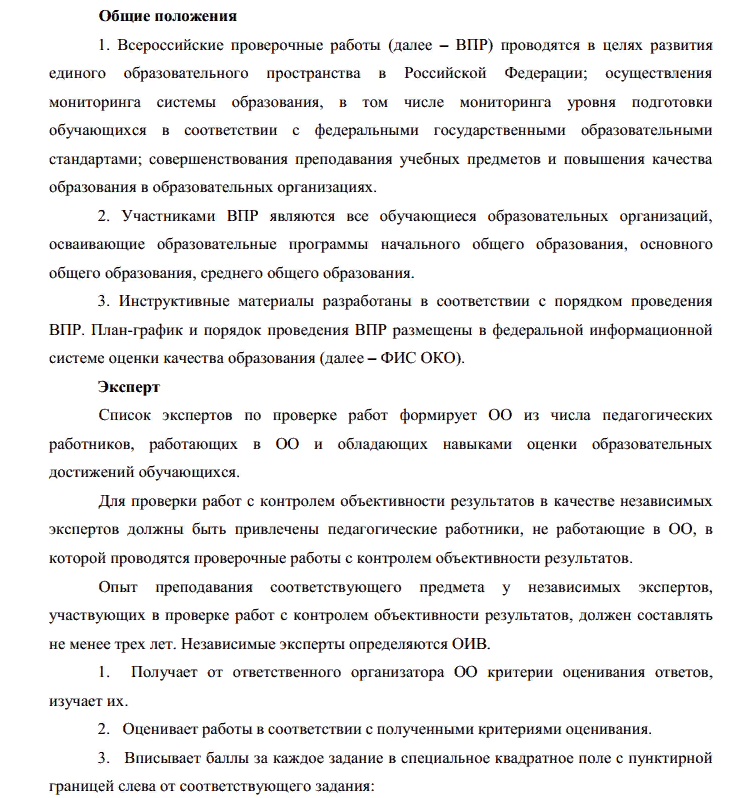 Общие положения
1. Всероссийские проверочные работы (далее – ВПР) проводятся в целях развития
единого образовательного пространства в Российской Федерации; осуществления
мониторинга системы образования, в том числе мониторинга уровня подготовки
обучающихся в соответствии с федеральными государственными образовательными
стандартами; совершенствования преподавания учебных предметов и повышения качества
образования в образовательных организациях.
2. Участниками ВПР являются все обучающиеся образовательных организаций,
осваивающие образовательные программы начального общего образования, основного
общего образования, среднего общего образования.
3. Инструктивные материалы разработаны в соответствии с порядком проведения
ВПР. План-график и порядок проведения ВПР размещены в федеральной информационной
системе оценки качества образования (далее – ФИС ОКО).
Эксперт
Список экспертов по проверке работ формирует ОО из числа педагогических
работников, работающих в ОО и обладающих навыками оценки образовательных
достижений обучающихся.
Для проверки работ с контролем объективности результатов в качестве независимых
экспертов должны быть привлечены педагогические работники, не работающие в ОО, в
которой проводятся проверочные работы с контролем объективности результатов.
Опыт преподавания соответствующего предмета у независимых экспертов,
участвующих в проверке работ с контролем объективности результатов, должен составлять
не менее трех лет. Независимые эксперты определяются ОИВ.
1. Получает от ответственного организатора ОО критерии оценивания ответов,
изучает их.
2. Оценивает работы в соответствии с полученными критериями оценивания.
3. Вписывает баллы за каждое задание в специальное квадратное поле с пунктирной
границей слева от соответствующего задания: